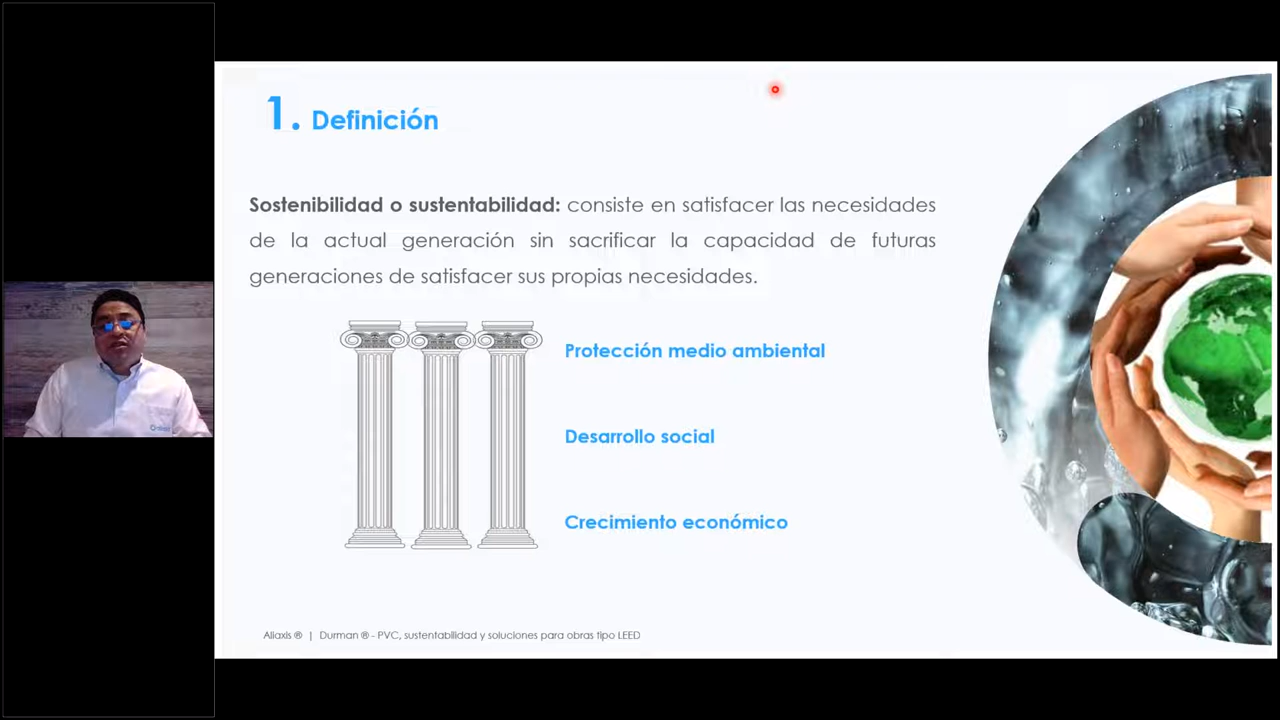 1. Definición
Sostenibilidad o sustentabilidad: consiste en satisfacer las necesidades
de la actual generación sin sacrificar la capacidad de futuras
generaciones de satisfacer sus propias necesidades.
Protección medio ambiental
Desarrollo social
Crecimiento económico
Aliaxis ® | Durman ® - PVC, sustentabilidad y soluciones para obras tipo LEED